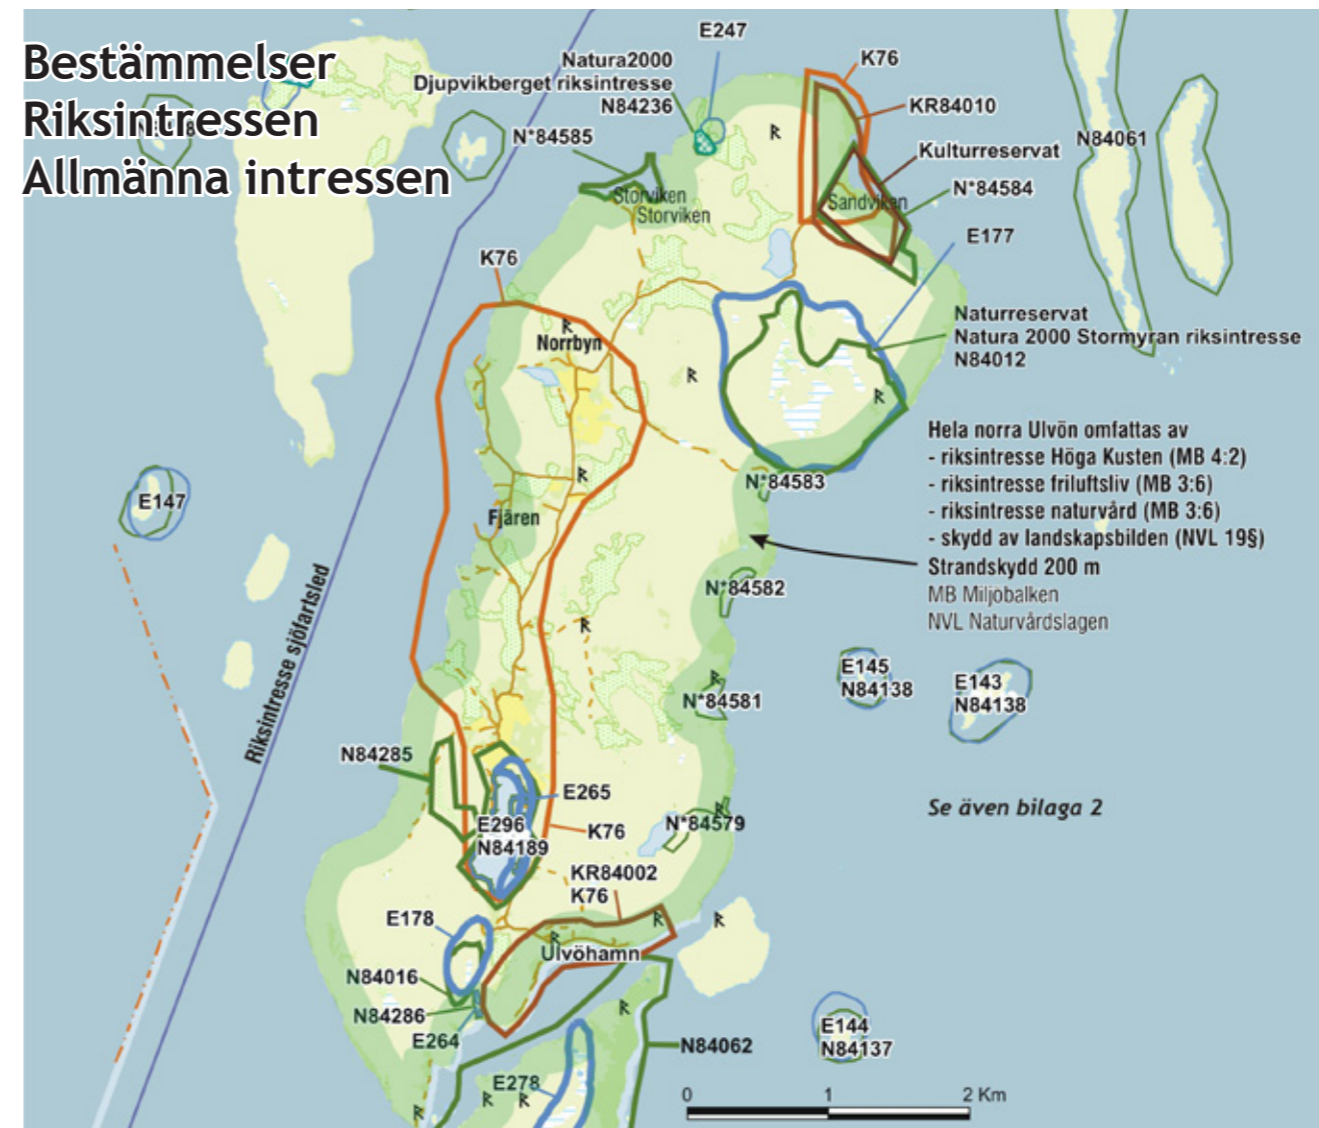 Bestämmelser
Riksintressen
Allmänna intressen
E247
Natura2000
Djupvikberget riksintresse
N84236
N*84585
K76
KR84010
N84061
Kulturreservat
N*84584
Storviken
Storviken
Sandviken
E177
K76
Naturreservat
Natura 2000 Stormyran riksintresse
N84012
Norrbyn
Hela norra Ulvön omfattas av
- riksintresse Höga Kusten (MB 4:2)
- riksintresse friluftsliv (MB 3:6)
- riksintresse naturvård (MB 3:6)
- skydd av landskapsbilden (NVL 19§)
Strandskydd 200 m
MB Miljöbalken
NVL Naturvårdslagen
N*84583
E147
Fjären
N*84582
Riksintresse sjöfartsled
E145
N84138
E143
N84138
N*84581
N84285
E265
Se även bilaga 2
E296
N84189
K76
N*84579
KR84002
K76
E178
Ulvöhamn
N84016
N84286
E264
E144
N84137
N84062
E278
0 1 2 Km